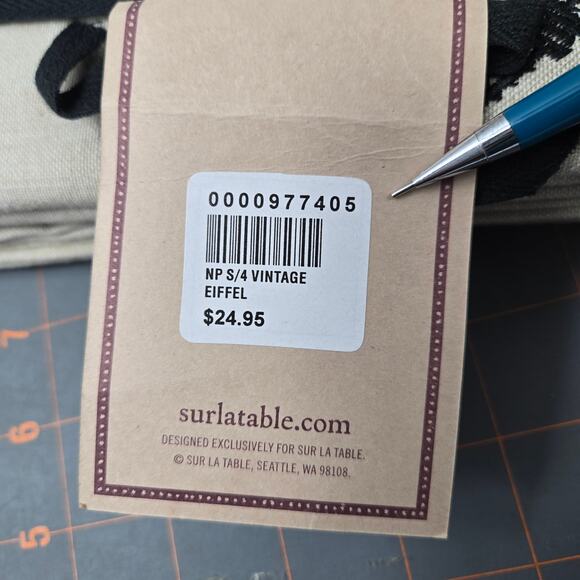 0000977405
NP S/4 VINTAGE
EIFFEL
$24.95
surlatable.com
DESIGNED EXCLUSIVELY FOR SUR LA TABLE.
© SUR LA TABLE, SEATTLE, WA 98108.
7
6
5